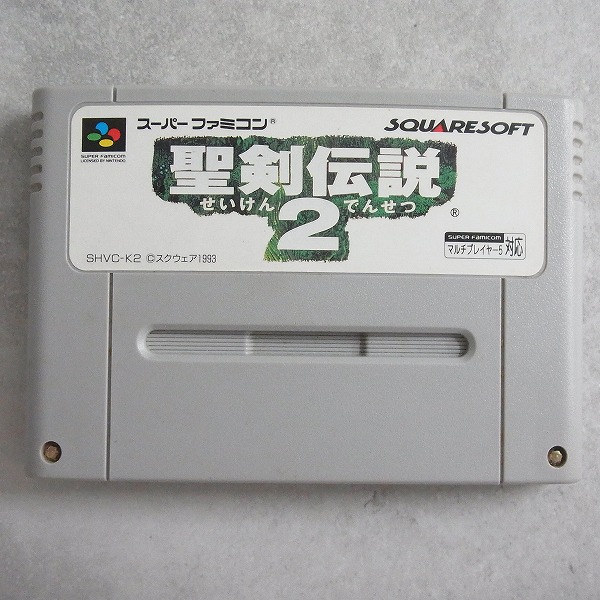 スーパーファミコン®
SQUARESOFT
SUPER FAMICOM
LICENSED BY NINTENDO
聖剣伝説
せいけん でんせつ
2
®
SUPER FAMICOM
マルチプレイヤー5 対応
SHVC-K2 ©スクウェア1993